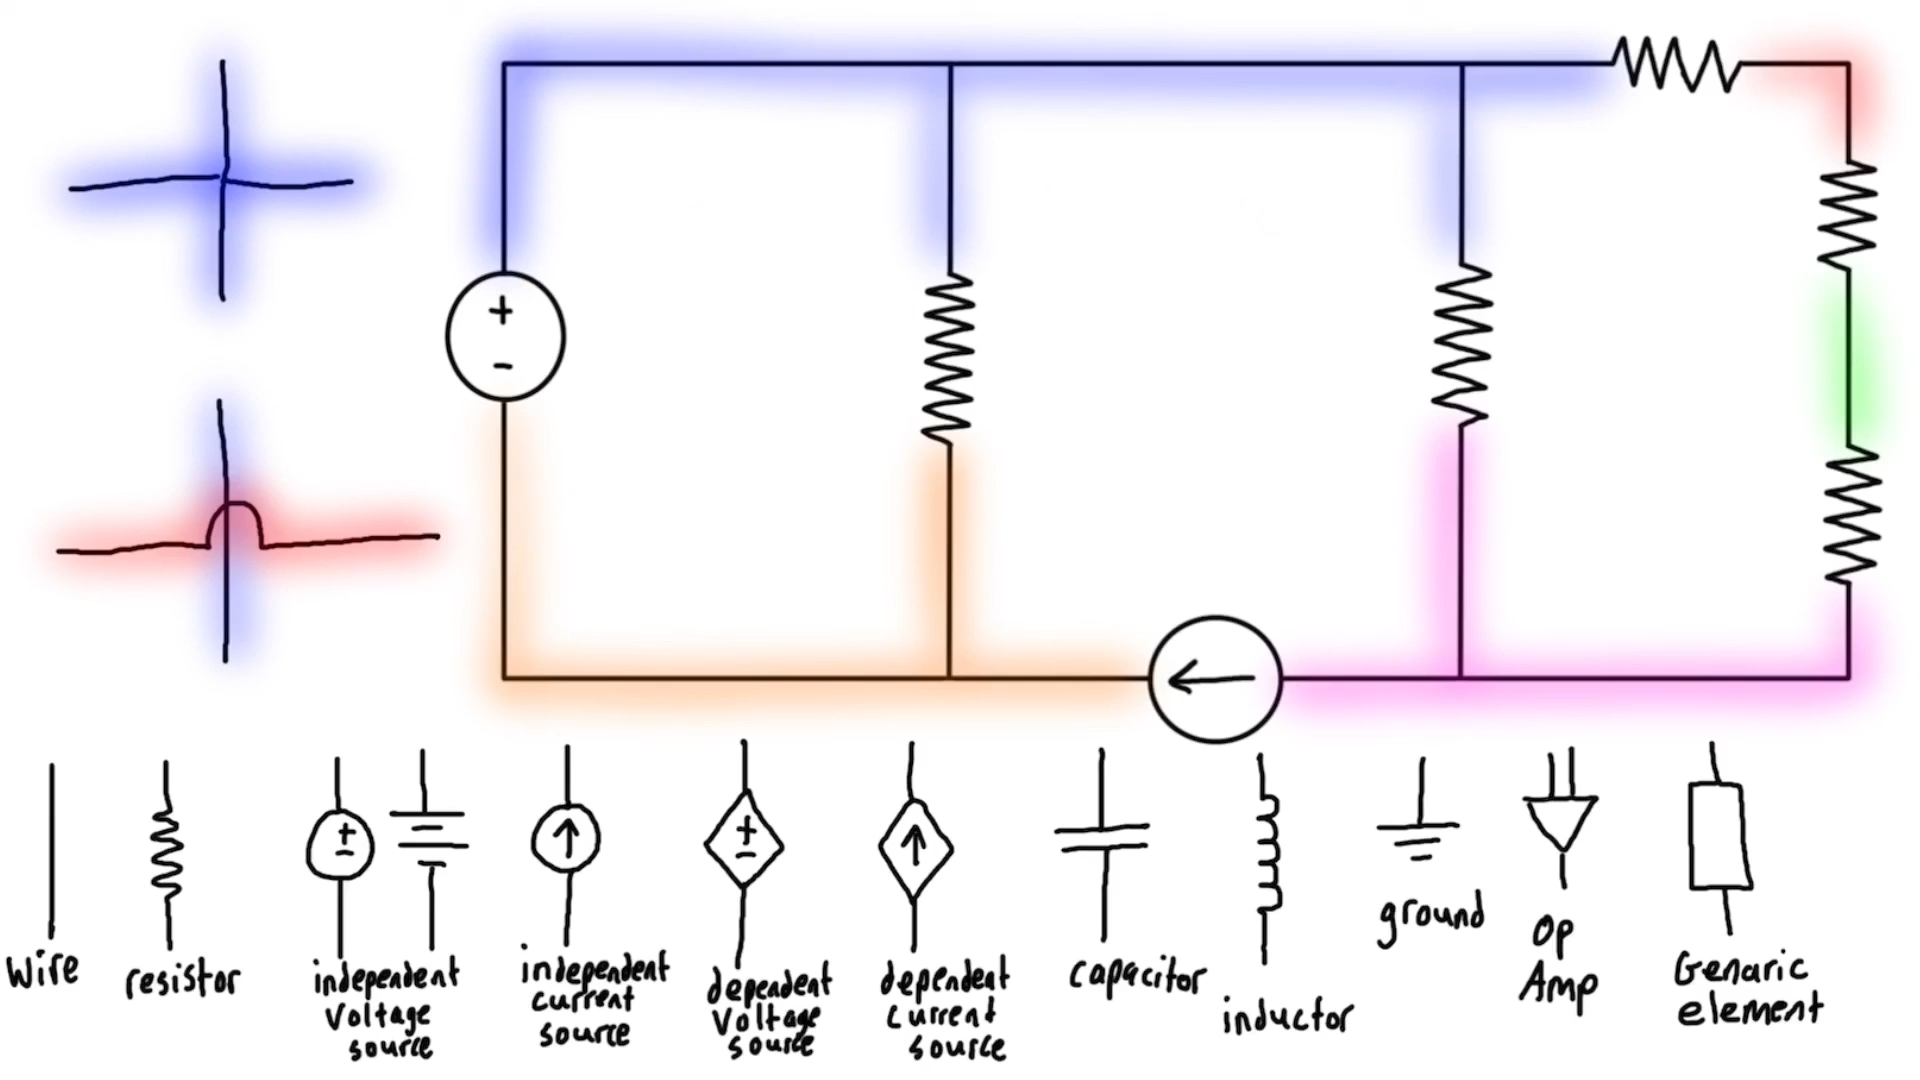 +
-
wire
resistor
+
-
independent
Voltage
source
independent
current
source
+
-
dependent
Voltage
source
dependent
current
source
capacitor
inductor
ground
Op
Amp
Genaric
element